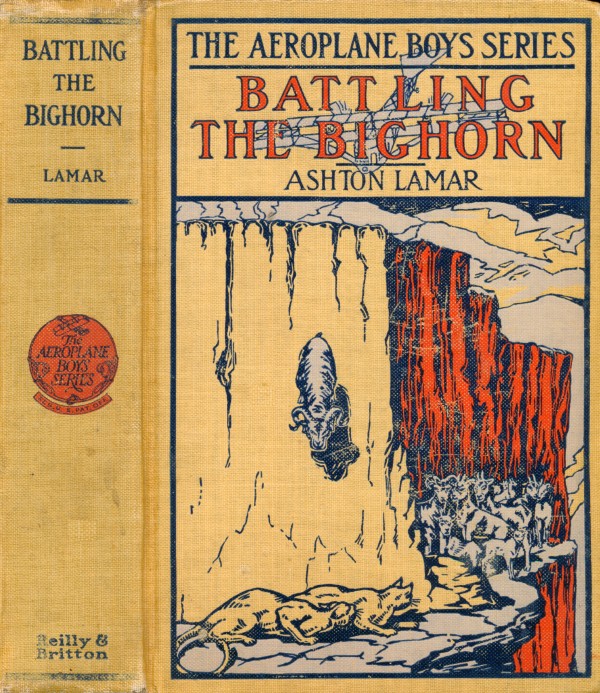 BATTLING
THE
BIGHORN
LAMAR
The
AEROPLANE
BOYS
SERIES
Reilly &
Britton
THE AEROPLANE BOYS SERIES
BATTLING
THE BIGHORN
ASHTON LAMAR